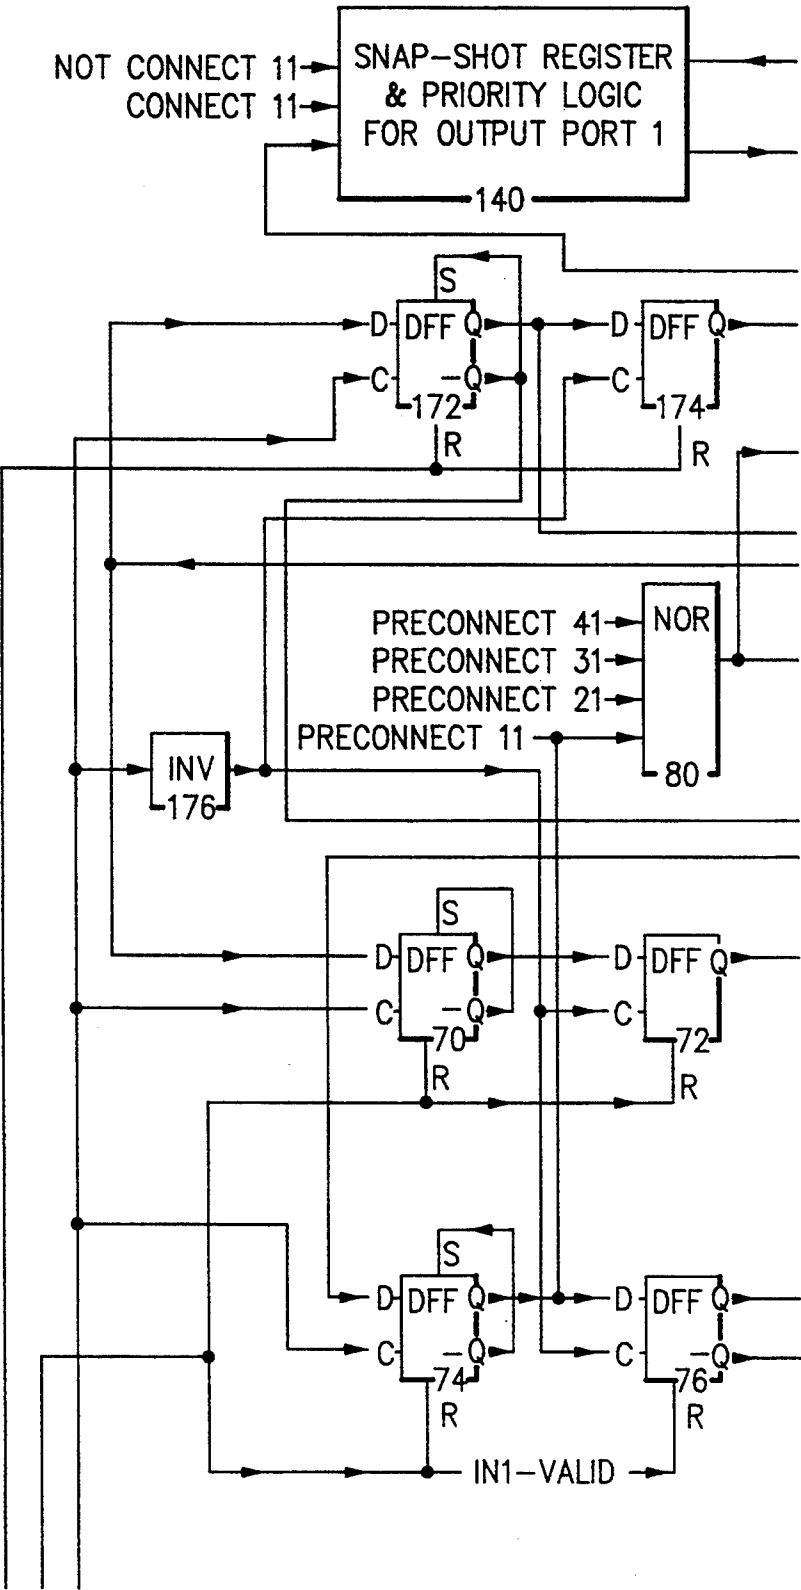 NOT CONNECT 11
CONNECT 11
SNAP-SHOT REGISTER
& PRIORITY LOGIC
FOR OUTPUT PORT 1
140
S
D DFF Q
C -Q
172
R
D DFF Q
C
174
R
PRECONNECT 41
PRECONNECT 31
PRECONNECT 21
PRECONNECT 11
NOR
80
INV
176
S
D DFF Q
C -Q
70
R
D DFF Q
C
72
R
S
D DFF Q
C -Q
74
R
D DFF Q
C -Q
76
R
IN1-VALID